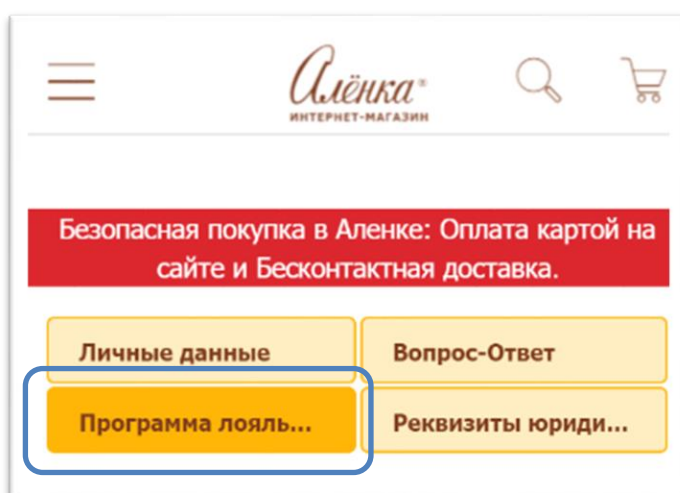 Алёнка®
ИНТЕРНЕТ-МАГАЗИН
Безопасная покупка в Аленке: Оплата картой на
сайте и Бесконтактная доставка.
Личные данные
Вопрос-Ответ
Программа лояль...
Реквизиты юриди...